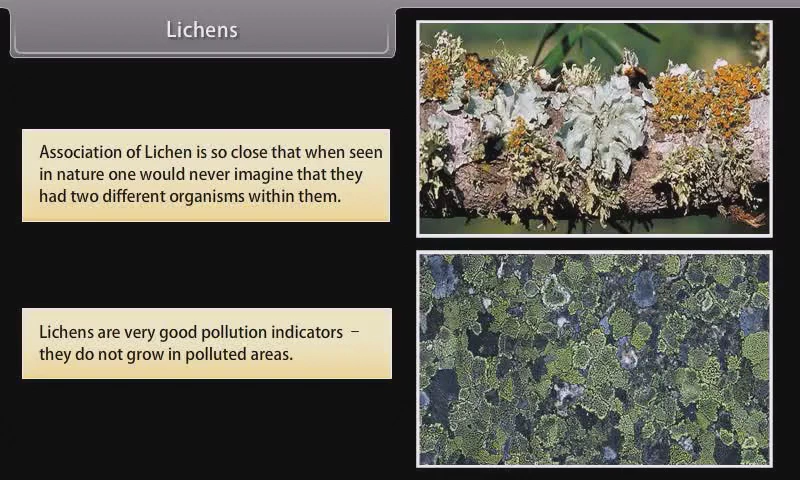 Lichens
Association of Lichen is so close that when seen
in nature one would never imagine that they
had two different organisms within them.
Lichens are very good pollution indicators –
they do not grow in polluted areas.